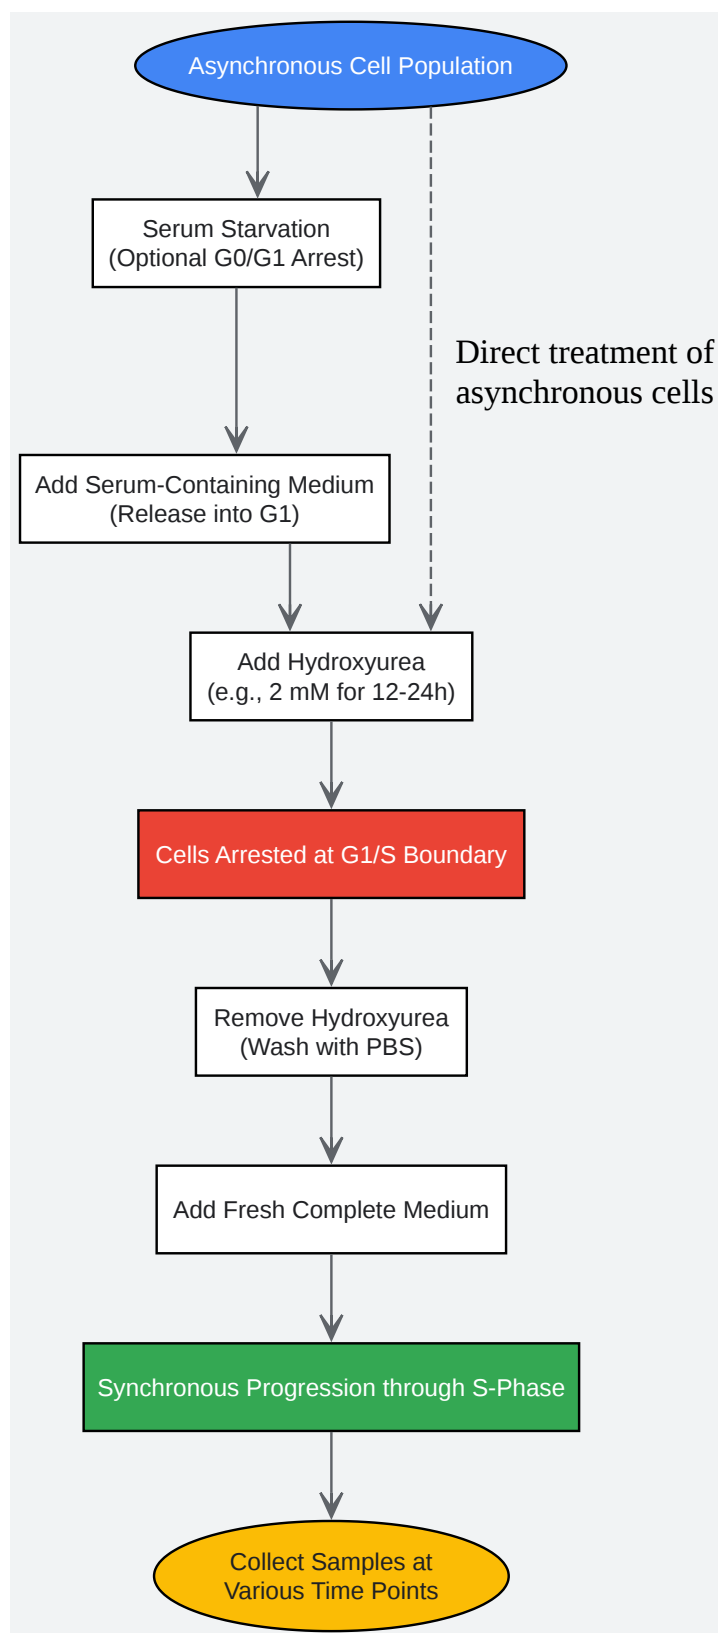 Asynchronous Cell Population
Serum Starvation
(Optional G0/G1 Arrest)
Direct treatment of
asynchronous cells
Add Serum-Containing Medium
(Release into G1)
Add Hydroxyurea
(e.g., 2 mM for 12-24h)
Cells Arrested at G1/S Boundary
Remove Hydroxyurea
(Wash with PBS)
Add Fresh Complete Medium
Synchronous Progression through S-Phase
Collect Samples at
Various Time Points